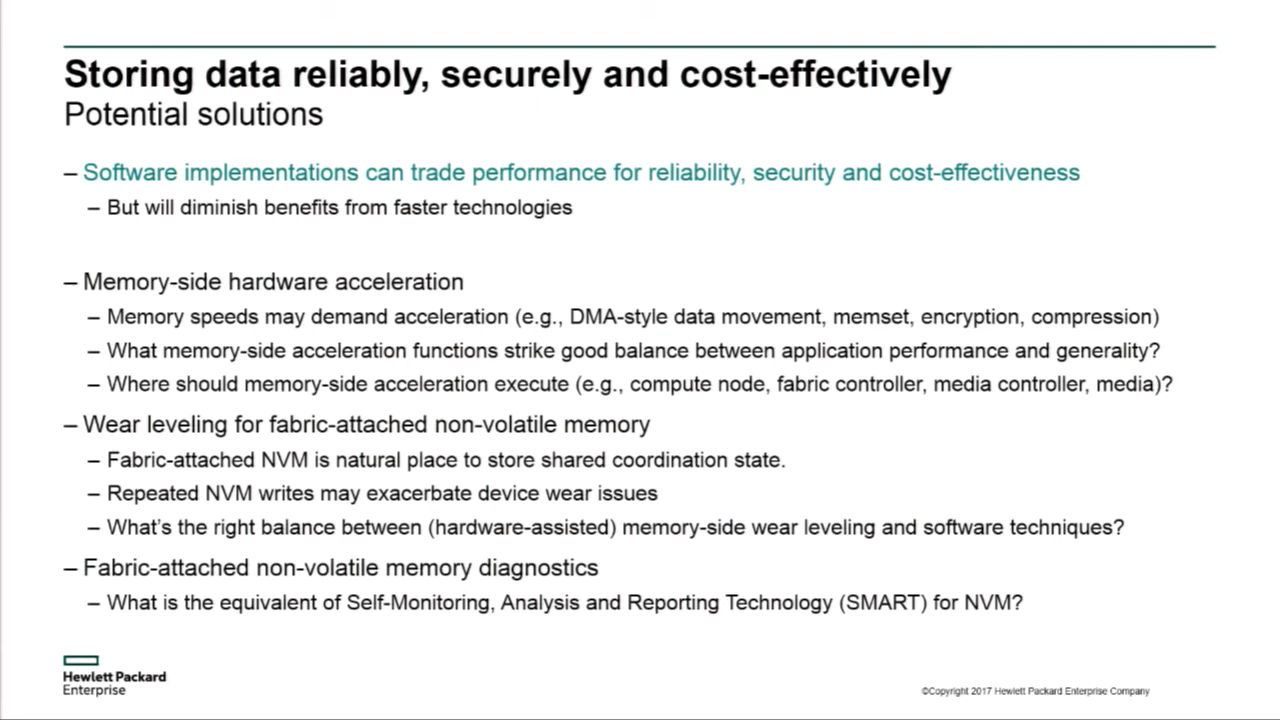 Storing data reliably, securely and cost-effectively
Potential solutions
– Software implementations can trade performance for reliability, security and cost-effectiveness
– But will diminish benefits from faster technologies
– Memory-side hardware acceleration
– Memory speeds may demand acceleration (e.g., DMA-style data movement, memset, encryption, compression)
– What memory-side acceleration functions strike good balance between application performance and generality?
– Where should memory-side acceleration execute (e.g., compute node, fabric controller, media controller, media)?
– Wear leveling for fabric-attached non-volatile memory
– Fabric-attached NVM is natural place to store shared coordination state.
– Repeated NVM writes may exacerbate device wear issues
– What's the right balance between (hardware-assisted) memory-side wear leveling and software techniques?
– Fabric-attached non-volatile memory diagnostics
– What is the equivalent of Self-Monitoring, Analysis and Reporting Technology (SMART) for NVM?
Hewlett Packard
Enterprise
©Copyright 2017 Hewlett Packard Enterprise Company